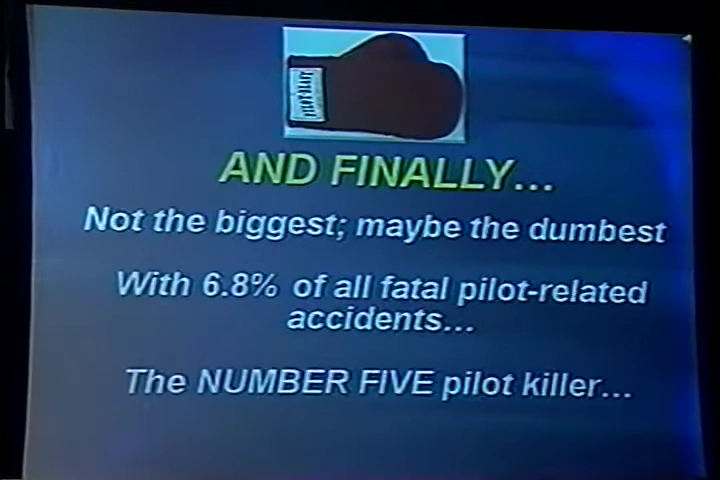 AND FINALLY...
Not the biggest; maybe the dumbest
With 6.8% of all fatal pilot-related
accidents...
The NUMBER FIVE pilot killer...